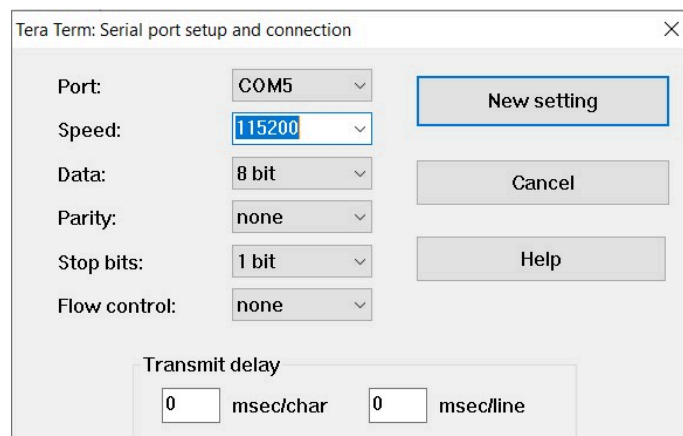 Tera Term: Serial port setup and connection
Port: COM5
New setting
Speed: 115200
Data: 8 bit
Cancel
Parity: none
Stop bits: 1 bit
Help
Flow control: none
Transmit delay
0 msec/char 0 msec/line